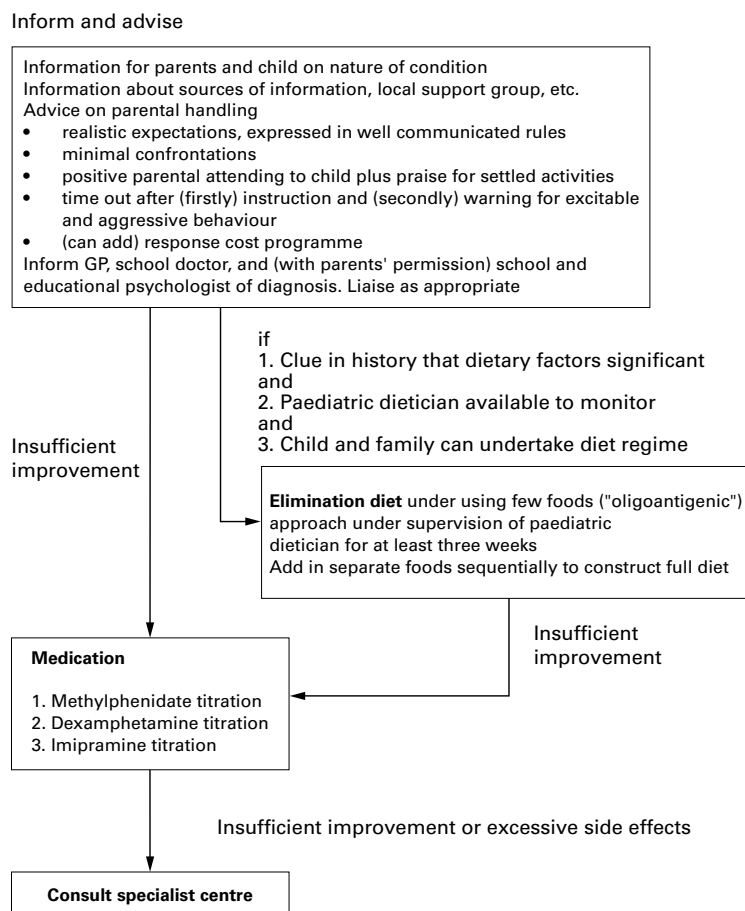 Inform and advise
Information for parents and child on nature of condition
Information about sources of information, local support group, etc.
Advice on parental handling
• realistic expectations, expressed in well communicated rules
• minimal confrontations
• positive parental attending to child plus praise for settled activities
• time out after (firstly) instruction and (secondly) warning for excitable
and aggressive behaviour
• (can add) response cost programme
Inform GP, school doctor, and (with parents' permission) school and
educational psychologist of diagnosis. Liaise as appropriate
if
1. Clue in history that dietary factors significant
and
2. Paediatric dietician available to monitor
and
3. Child and family can undertake diet regime
Insufficient
improvement
Elimination diet under using few foods ("oligoantigenic")
approach under supervision of paediatric
dietician for at least three weeks
Add in separate foods sequentially to construct full diet
Insufficient
improvement
Medication
1. Methylphenidate titration
2. Dexamphetamine titration
3. Imipramine titration
Insufficient improvement or excessive side effects
Consult specialist centre